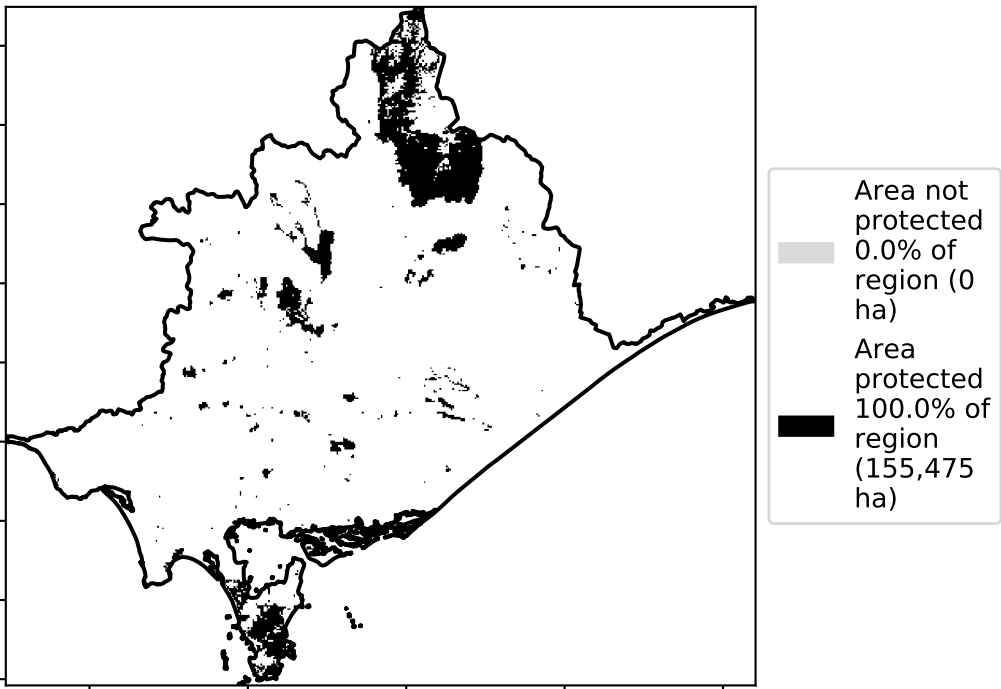 Area not
protected
0.0% of
region (0
ha)
Area
protected
100.0% of
region
(155,475
ha)